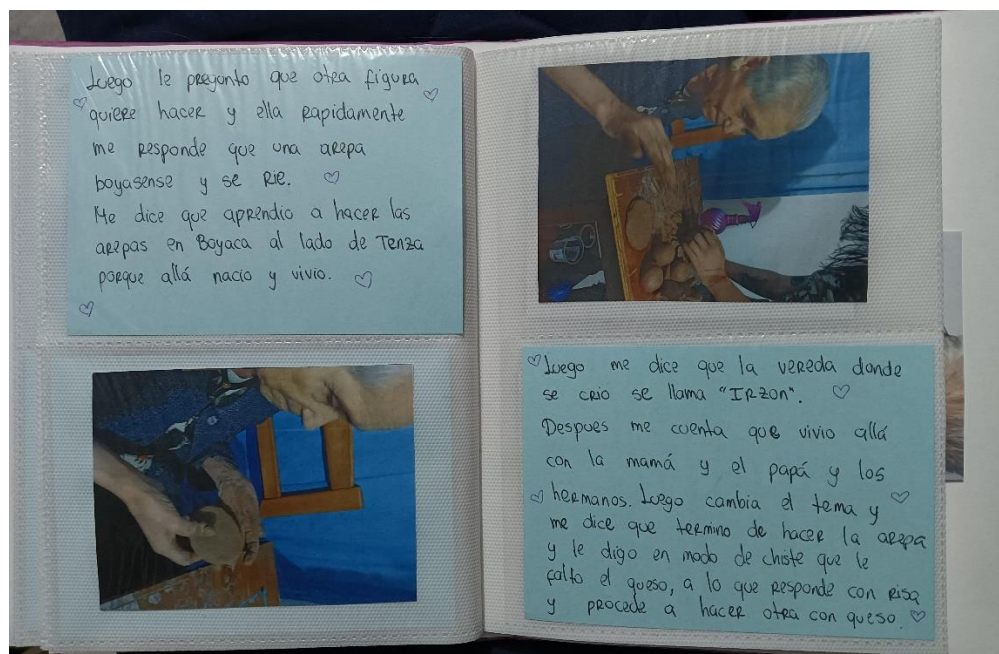 Luego le pregunto que otra figura
quiere hacer y ella rapidamente
me responde que una arepa
boyasense y se rie.
Me dice que aprendio a hacer las
arepas en Boyaca al lado de Tenza
porque allá nacio y vivio.
Luego me dice que la vereda donde
se crio se llama "IRzon".
Despues me cuenta que vivio allá
con la mamá y el papá y los
hermanos. Luego cambia el tema y
me dice que termino de hacer la arepa
y le digo en modo de chiste que le
falto el queso, a lo que responde con risa
y procede a hacer otra con queso.